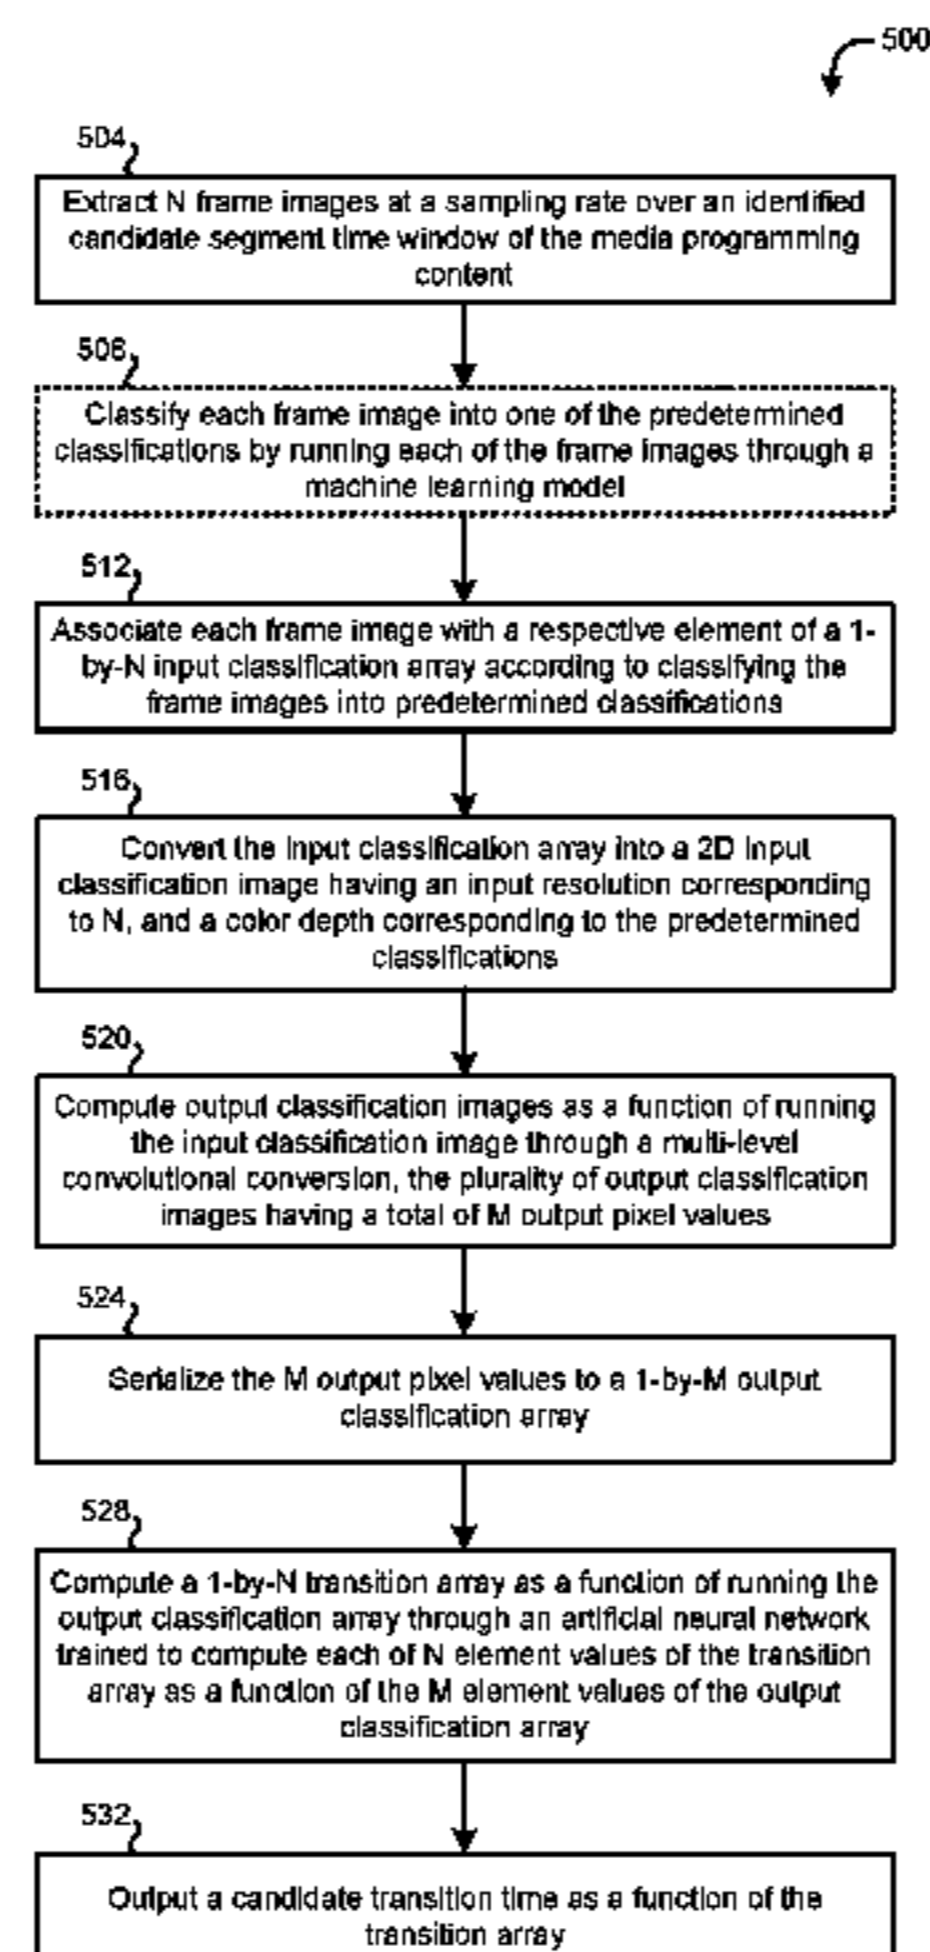 500
504
Extract N frame images at a sampling rate over an identified
candidate segment time window of the media programming
content
508
Classify each frame image into one of the predetermined
classifications by running each of the frame images through a
machine learning model
512
Associate each frame image with a respective element of a 1-
by-N input classification array according to classifying the
frame images into predetermined classifications
516
Convert the input classification array into a 2D input
classification image having an input resolution corresponding
to N, and a color depth corresponding to the predetermined
classifications
520
Compute output classification images as a function of running
the input classification image through a multi-level
convolutional conversion, the plurality of output classification
images having a total of M output pixel values
524
Serialize the M output pixel values to a 1-by-M output
classification array
528
Compute a 1-by-N transition array as a function of running the
output classification array through an artificial neural network
trained to compute each of N element values of the transition
array as a function of the M element values of the output
classification array
532
Output a candidate transition time as a function of the
transition array